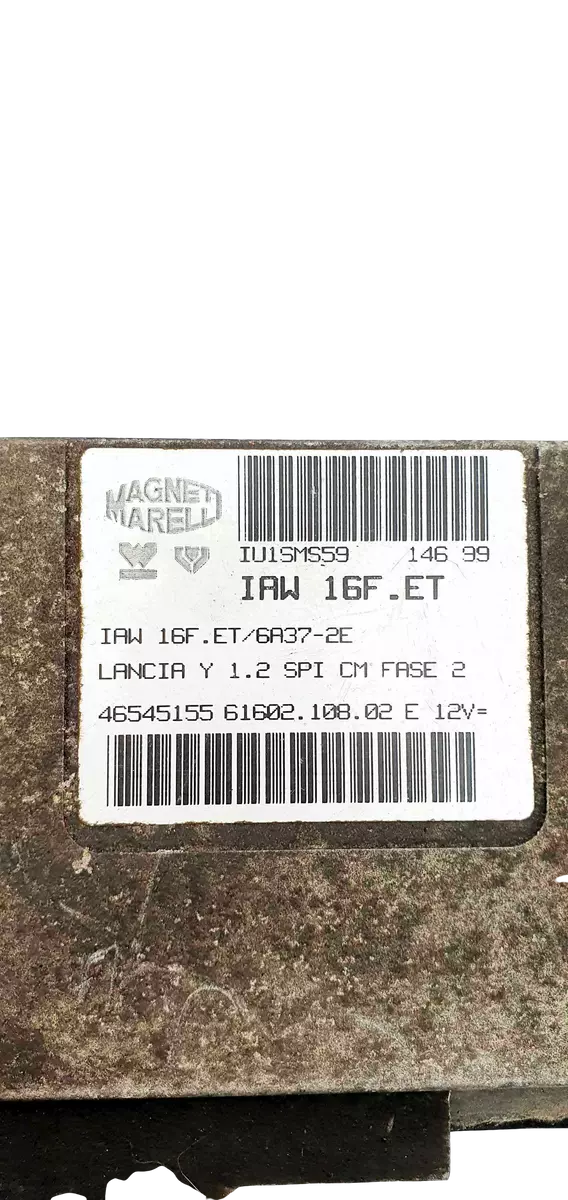 MAGNETI
MARELLI
IU1SMS59 146 99
IAW 16F.ET
IAW 16F.ET/6A37-2E
LANCIA Y 1.2 SPI CM FASE 2
46545155 61602.108.02 E 12V=